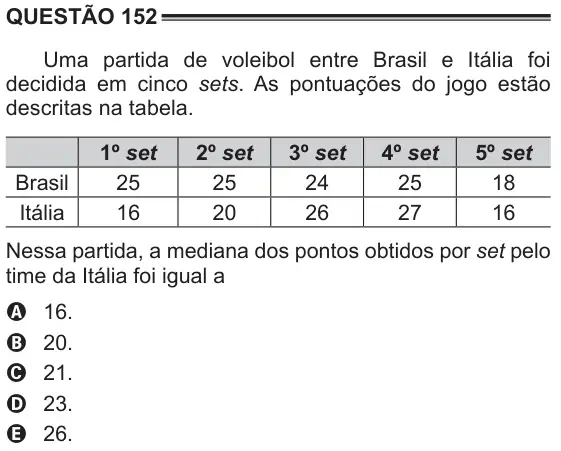 QUESTÃO 152
Uma partida de voleibol entre Brasil e Itália foi
decidida em cinco sets. As pontuações do jogo estão
descritas na tabela.
1º set 2º set 3º set 4º set 5º set
Brasil 25 25 24 25 18
Itália 16 20 26 27 16
Nessa partida, a mediana dos pontos obtidos por set pelo
time da Itália foi igual a
A 16.
B 20.
C 21.
D 23.
E 26.